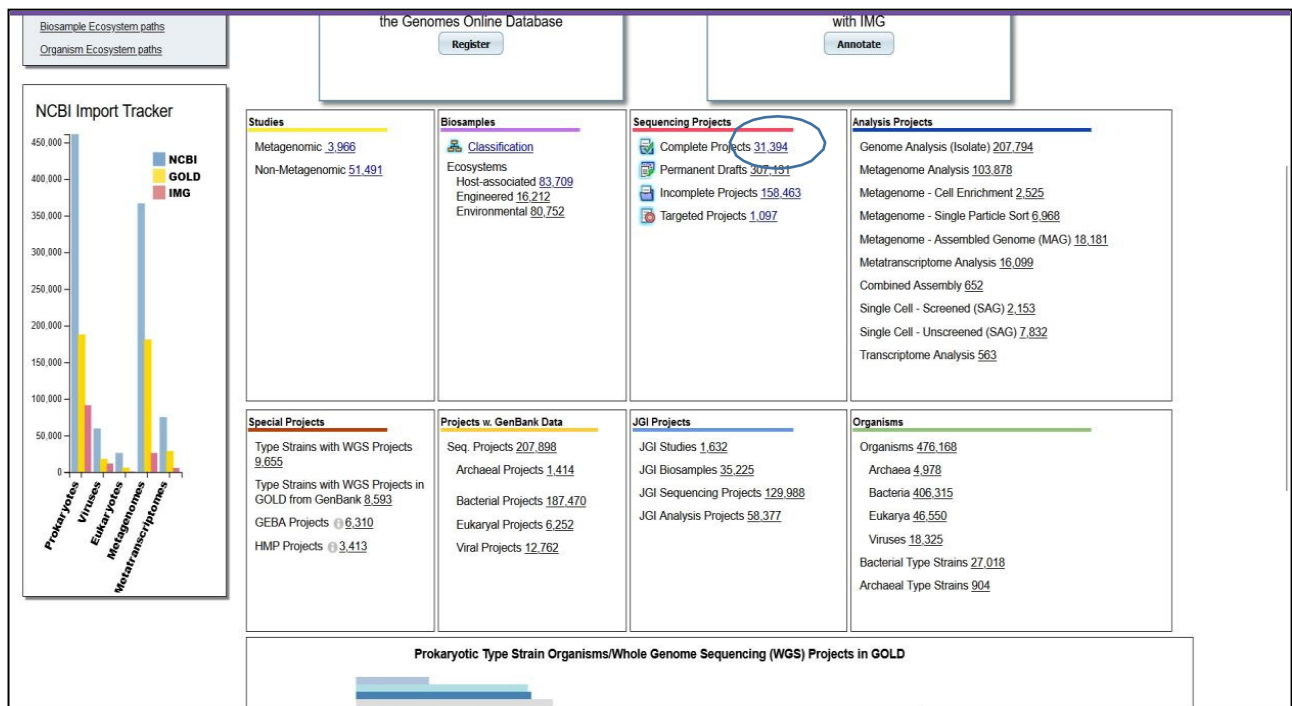 Biosample Ecosystem paths
Organism Ecosystem paths
the Genomes Online Database
Register
with IMG
Annotate
NCBI Import Tracker
450,000
400,000
350,000
300,000
250,000
200,000
150,000
100,000
50,000
0
NCBI
GOLD
IMG
Prokaryotes
Viruses
Eukaryotes
Metagenomes
Metatranscriptomes
Studies
Metagenomic 3,966
Non-Metagenomic 51,491
Biosamples
Classification
Ecosystems
Host-associated 83,709
Engineered 16,212
Environmental 80,752
Sequencing Projects
Complete Projects 31,394
Permanent Drafts 307,131
Incomplete Projects 158,463
Targeted Projects 1,097
Analysis Projects
Genome Analysis (Isolate) 207,794
Metagenome Analysis 103,878
Metagenome - Cell Enrichment 2,525
Metagenome - Single Particle Sort 6,968
Metagenome - Assembled Genome (MAG) 18,181
Metatranscriptome Analysis 16,099
Combined Assembly 652
Single Cell - Screened (SAG) 2,153
Single Cell - Unscreened (SAG) 7,832
Transcriptome Analysis 563
Special Projects
Type Strains with WGS Projects
9,655
Type Strains with WGS Projects in
GOLD from GenBank 8,593
GEBA Projects 6,310
HMP Projects 3,413
Projects w. GenBank Data
Seq. Projects 207,898
Archaeal Projects 1,414
Bacterial Projects 187,470
Eukaryal Projects 6,252
Viral Projects 12,762
JGI Projects
JGI Studies 1,632
JGI Biosamples 35,225
JGI Sequencing Projects 129,988
JGI Analysis Projects 58,377
Organisms
Organisms 476,168
Archaea 4,978
Bacteria 406,315
Eukarya 46,550
Viruses 18,325
Bacterial Type Strains 27,018
Archaeal Type Strains 904
Prokaryotic Type Strain Organisms/Whole Genome Sequencing (WGS) Projects in GOLD